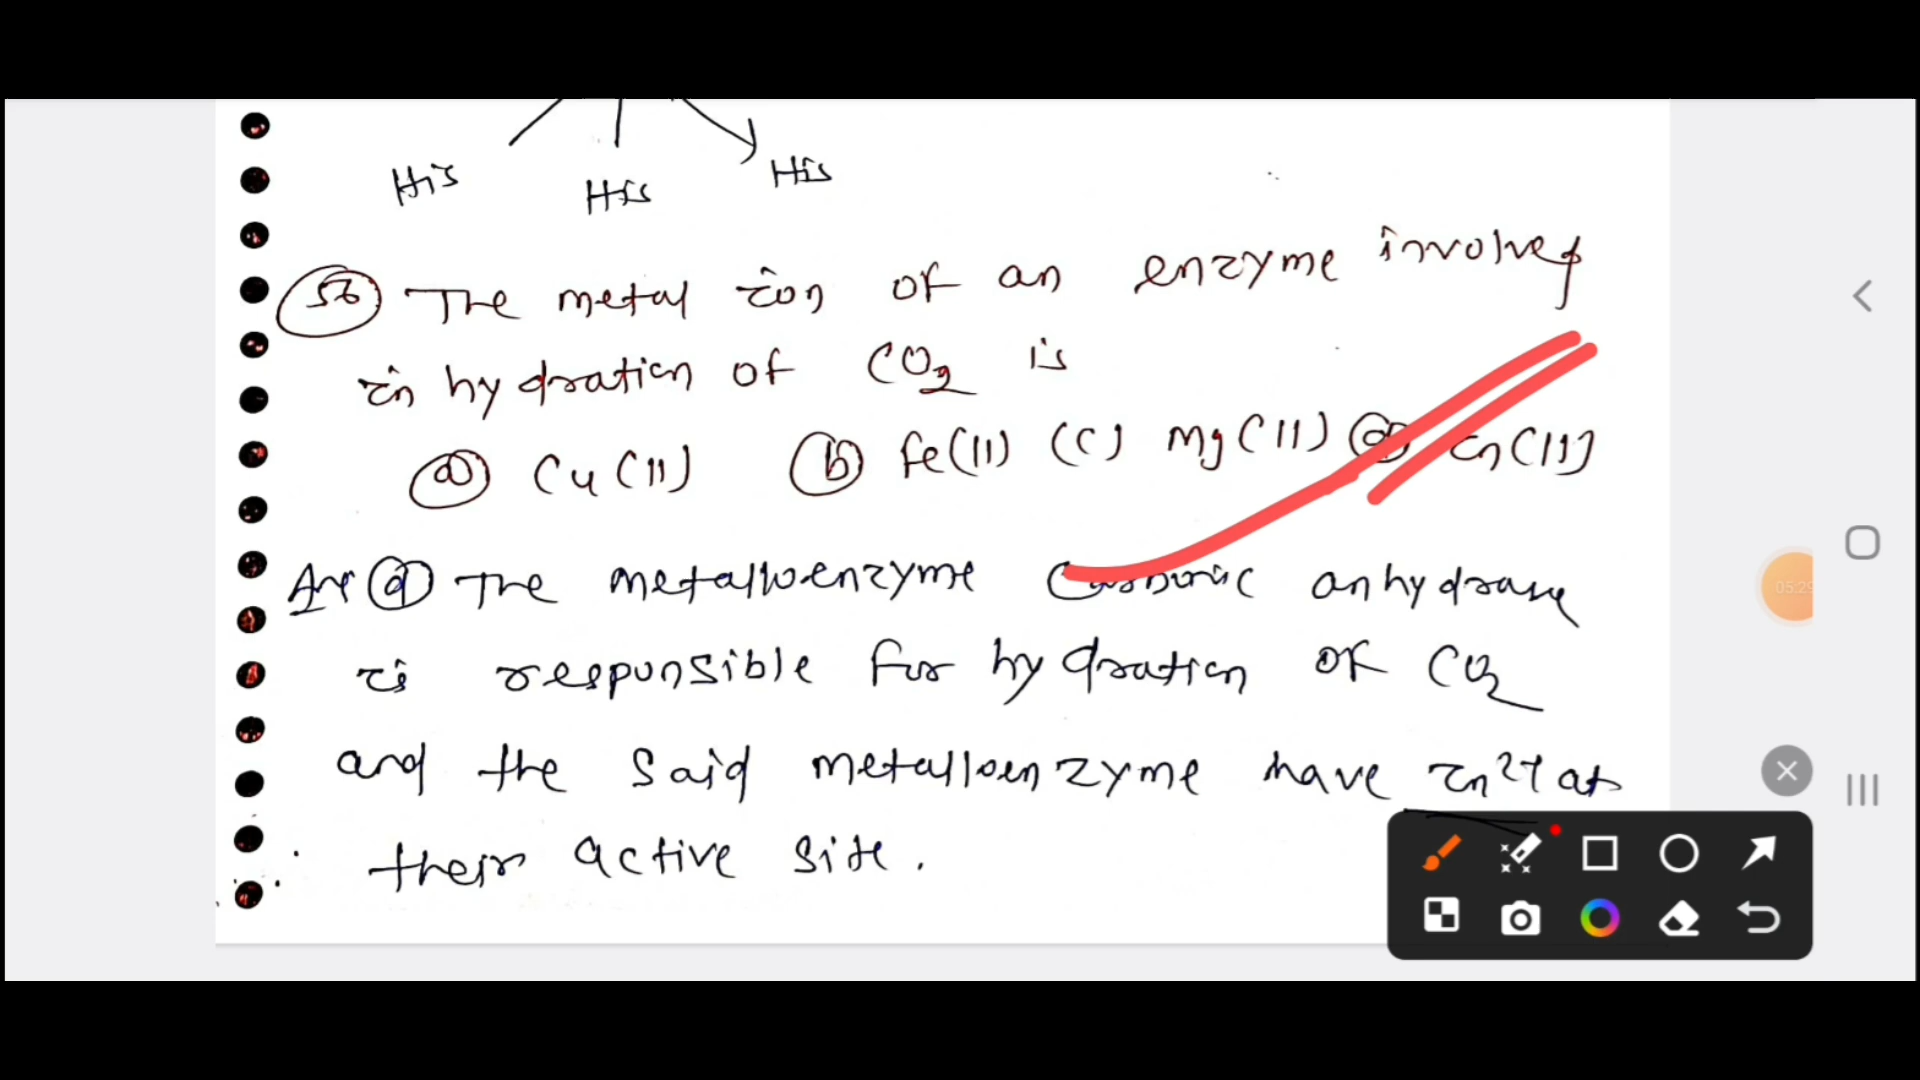 His His His
56 The metal ion of an enzyme involved
in hydration of CO2 is
a Cu(II) b Fe(II) (c) Mg(II) d Zn(II)
Ans d The metalloenzyme Carbonic anhydrase
is responsible for hydration of CO2
and the said metalloenzyme have Zn2+ at
their active site.
05:29